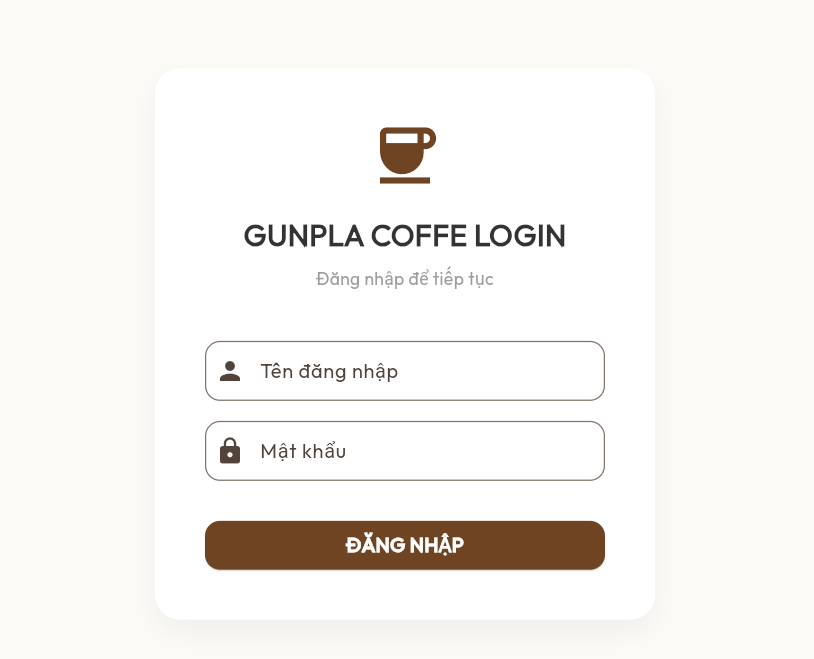 GUNPLA COFFE LOGIN
Đăng nhập để tiếp tục
Tên đăng nhập
Mật khẩu
ĐĂNG NHẬP